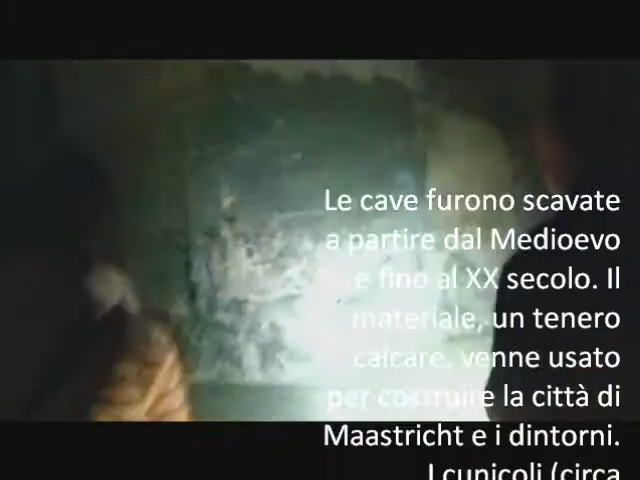 Le cave furono scavate
a partire dal Medioevo
e fino al XX secolo. Il
materiale, un tenero
calcare, venne usato
per costruire la città di
Maastricht e i dintorni.
I cunicoli (circa